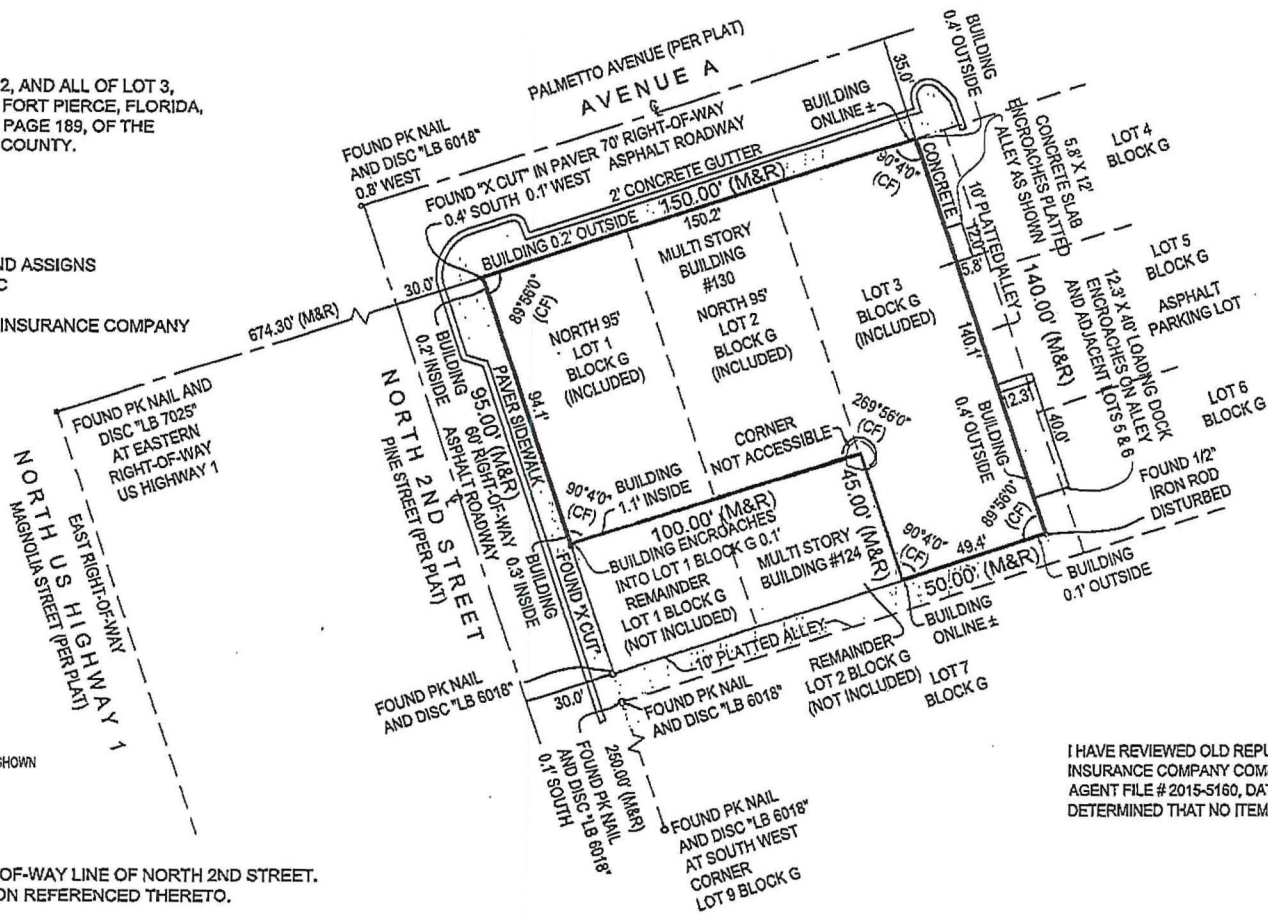 2, AND ALL OF LOT 3,
FORT PIERCE, FLORIDA,
PAGE 189, OF THE
COUNTY.
ND ASSIGNS
C
INSURANCE COMPANY
PALMETTO AVENUE (PER PLAT)
AVENUE A
℄
70' RIGHT-OF-WAY
ASPHALT ROADWAY
2' CONCRETE GUTTER
35.0'
BUILDING
ONLINE ±
BUILDING
0.4' OUTSIDE
FOUND PK NAIL
AND DISC "LB 6018"
0.8' WEST
FOUND "X CUT" IN PAVER
0.4' SOUTH 0.1' WEST
BUILDING 0.2' OUTSIDE
150.00' (M&R)
150.2'
90°4'0"
(CF)
CONCRETE
5.8' X 12'
CONCRETE SLAB
ENCROACHES PLATTED
ALLEY AS SHOWN
LOT 4
BLOCK G
10' PLATTED ALLEY
12.0'
5.8'
LOT 5
BLOCK G
ASPHALT
PARKING LOT
140.00' (M&R)
140.1'
12.3' X 40' LOADING DOCK
ENCROACHES ON ALLEY
AND ADJACENT LOTS 5 & 6
LOT 6
BLOCK G
12.3'
40.0'
BUILDING
0.4' OUTSIDE
FOUND 1/2"
IRON ROD
DISTURBED
BUILDING
0.1' OUTSIDE
674.30' (M&R)
30.0'
89°56'0"
(CF)
MULTI STORY
BUILDING
#130
NORTH 95'
LOT 1
BLOCK G
(INCLUDED)
NORTH 95'
LOT 2
BLOCK G
(INCLUDED)
LOT 3
BLOCK G
(INCLUDED)
FOUND PK NAIL AND
DISC "LB 7025"
AT EASTERN
RIGHT-OF-WAY
US HIGHWAY 1
NORTH US HIGHWAY 1
EAST RIGHT-OF-WAY
MAGNOLIA STREET (PER PLAT)
NORTH 2ND STREET
PINE STREET (PER PLAT)
60' RIGHT-OF-WAY
ASPHALT ROADWAY
BUILDING
0.2' INSIDE
PAVER SIDEWALK
95.00' (M&R)
94.1'
BUILDING
0.3' INSIDE
FOUND "X CUT"
90°4'0"
(CF)
BUILDING
1.1' INSIDE
CORNER
NOT ACCESSIBLE
269°56'0"
(CF)
100.00' (M&R)
BUILDING ENCROACHES
INTO LOT 1 BLOCK G 0.1'
REMAINDER
LOT 1 BLOCK G
(NOT INCLUDED)
MULTI STORY
BUILDING #124
45.00' (M&R)
90°4'0"
(CF)
89°56'0"
(CF)
49.4'
50.00' (M&R)
BUILDING
ONLINE ±
10' PLATTED ALLEY
REMAINDER
LOT 2 BLOCK G
(NOT INCLUDED)
LOT 7
BLOCK G
FOUND PK NAIL
AND DISC "LB 6018"
30.0'
FOUND PK NAIL
AND DISC "LB 6018"
FOUND PK NAIL
AND DISC "LB 6018"
0.1' SOUTH
250.00' (M&R)
FOUND PK NAIL
AND DISC "LB 6018"
AT SOUTH WEST
CORNER
LOT 9 BLOCK G
SHOWN
OF-WAY LINE OF NORTH 2ND STREET.
ON REFERENCED THERETO.
I HAVE REVIEWED OLD REPU
INSURANCE COMPANY COM
AGENT FILE # 2015-5160, DAT
DETERMINED THAT NO ITEM